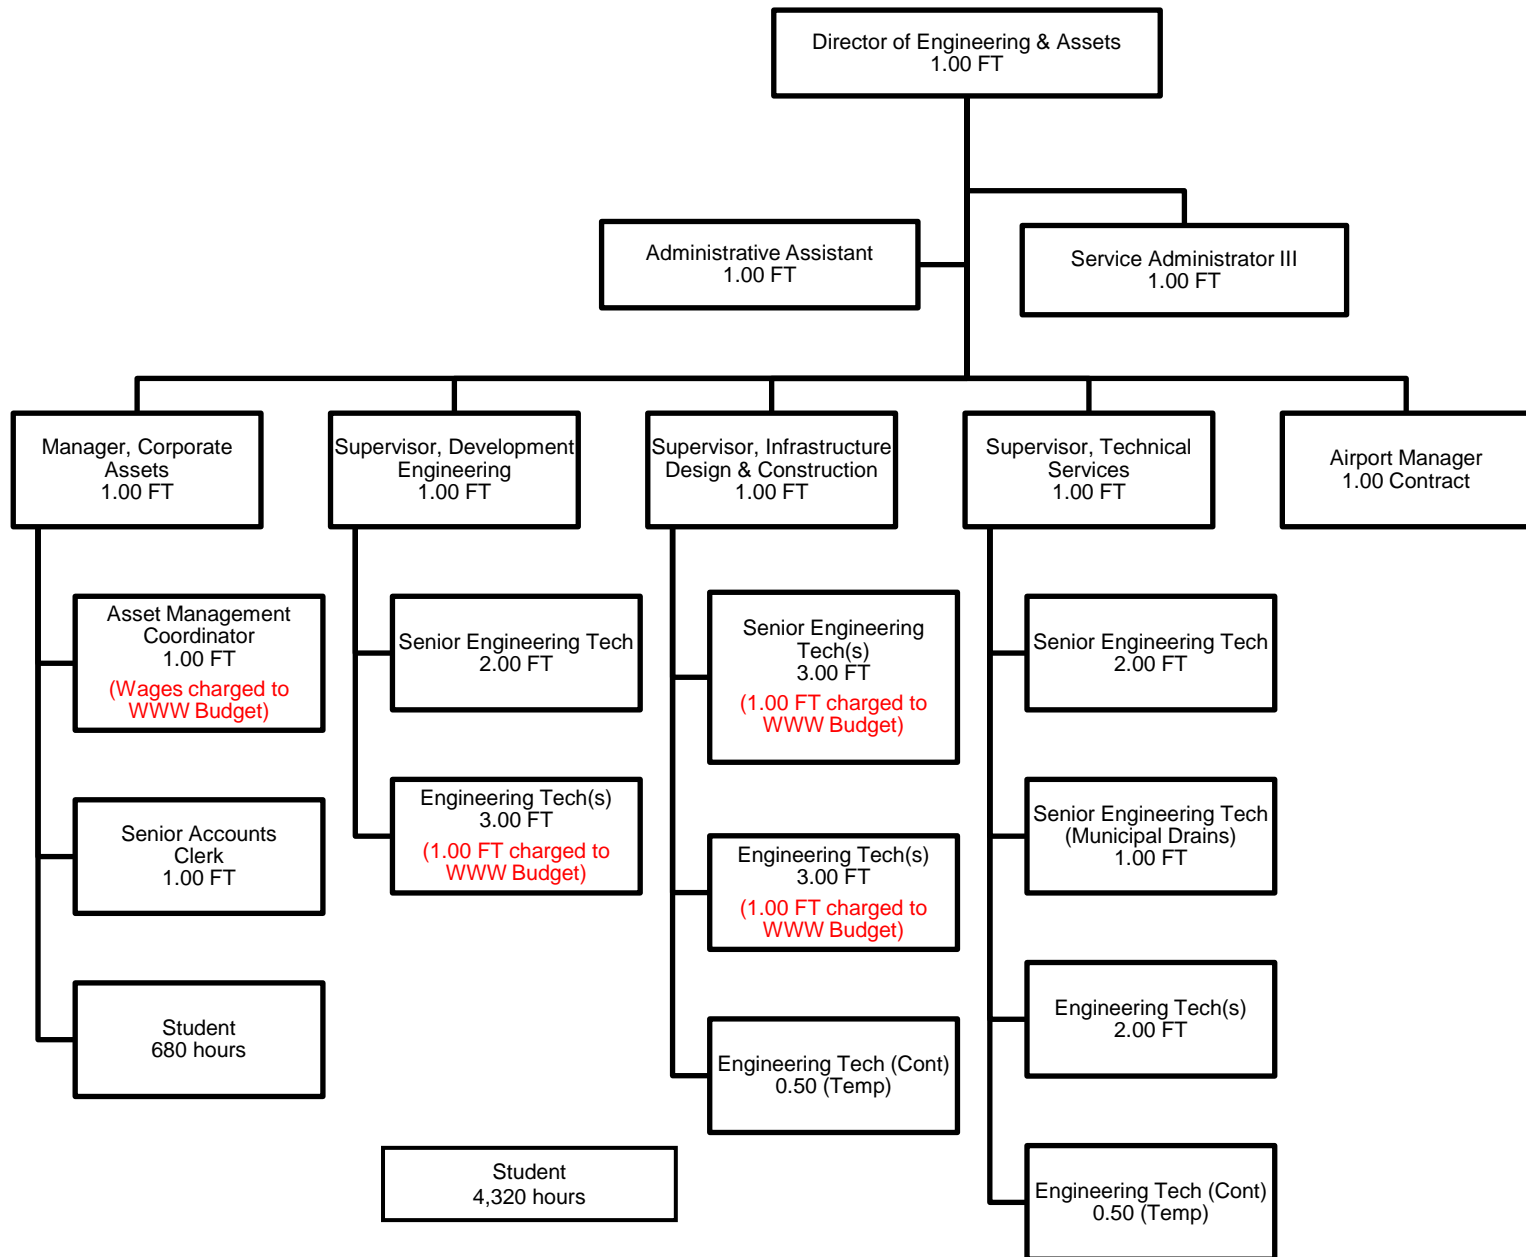 Director of Engineering & Assets
1.00 FT
Administrative Assistant
1.00 FT
Service Administrator III
1.00 FT
Manager, Corporate
Assets
1.00 FT
Supervisor, Development
Engineering
1.00 FT
Supervisor, Infrastructure
Design & Construction
1.00 FT
Supervisor, Technical
Services
1.00 FT
Airport Manager
1.00 Contract
Asset Management
Coordinator
1.00 FT
(Wages charged to
WWW Budget)
Senior Accounts
Clerk
1.00 FT
Student
680 hours
Senior Engineering Tech
2.00 FT
Engineering Tech(s)
3.00 FT
(1.00 FT charged to
WWW Budget)
Senior Engineering
Tech(s)
3.00 FT
(1.00 FT charged to
WWW Budget)
Engineering Tech(s)
3.00 FT
(1.00 FT charged to
WWW Budget)
Engineering Tech (Cont)
0.50 (Temp)
Senior Engineering Tech
2.00 FT
Senior Engineering Tech
(Municipal Drains)
1.00 FT
Engineering Tech(s)
2.00 FT
Engineering Tech (Cont)
0.50 (Temp)
Student
4,320 hours